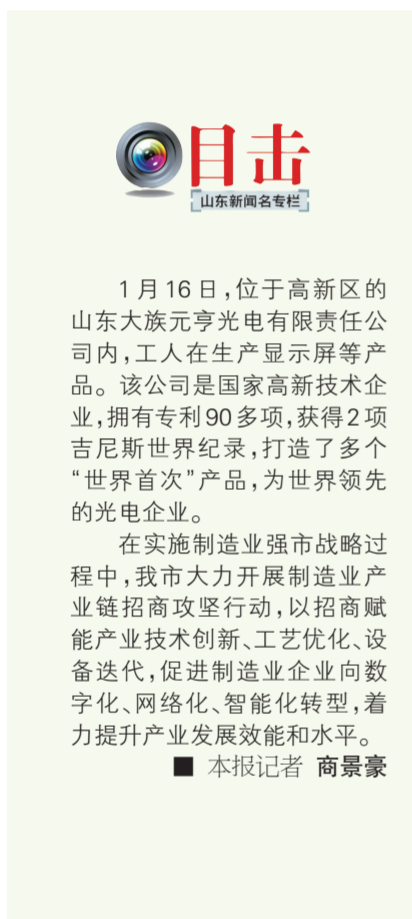 目击
山东新闻名专栏
1月16日,位于高新区的
山东大族元亨光电有限责任公
司内,工人在生产显示屏等产
品。该公司是国家高新技术企
业,拥有专利90多项,获得2项
吉尼斯世界纪录,打造了多个
“世界首次”产品,为世界领先
的光电企业。
在实施制造业强市战略过
程中,我市大力开展制造业产
业链招商攻坚行动,以招商赋
能产业技术创新、工艺优化、设
备迭代,促进制造业企业向数
字化、网络化、智能化转型,着
力提升产业发展效能和水平。
■ 本报记者 商景豪